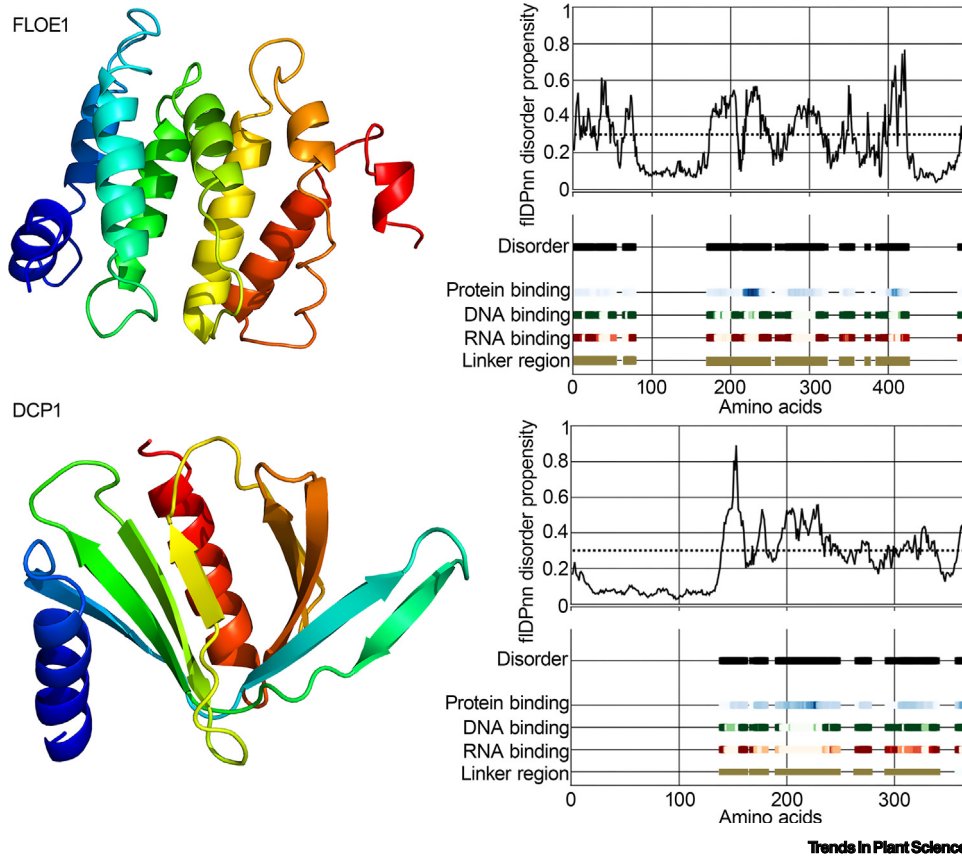 FLOE1
flDPnn disorder propensity
1
0.8
0.6
0.4
0.2
0
Disorder
Protein binding
DNA binding
RNA binding
Linker region
0 100 200 300 400
Amino acids
DCP1
flDPnn disorder propensity
1
0.8
0.6
0.4
0.2
0
Disorder
Protein binding
DNA binding
RNA binding
Linker region
0 100 200 300
Amino acids
Trends in Plant Science